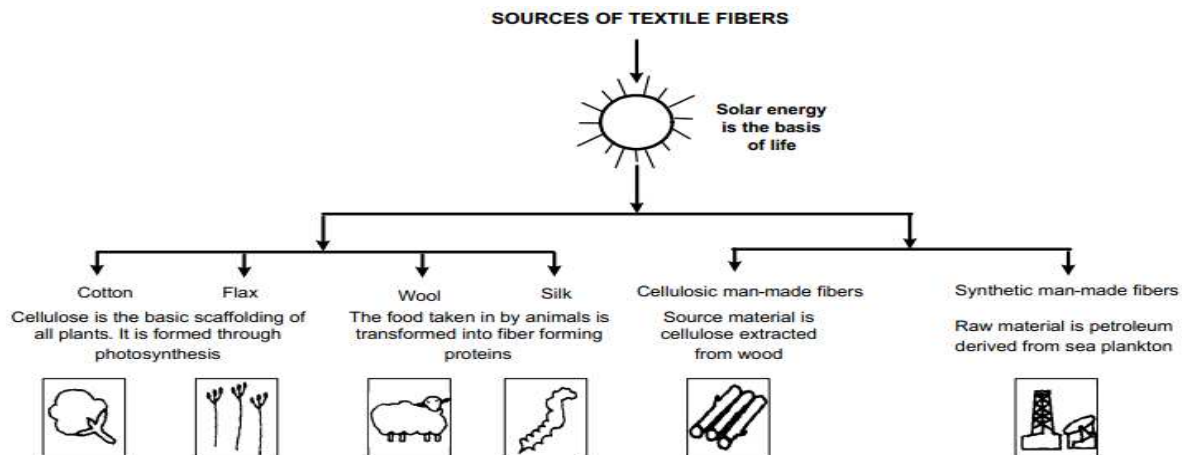 SOURCES OF TEXTILE FIBERS
Solar energy
is the basis
of life
Cotton
Flax
Cellulose is the basic scaffolding of
all plants. It is formed through
photosynthesis
Wool
Silk
The food taken in by animals is
transformed into fiber forming
proteins
Cellulosic man-made fibers
Source material is
cellulose extracted
from wood
Synthetic man-made fibers
Raw material is petroleum
derived from sea plankton